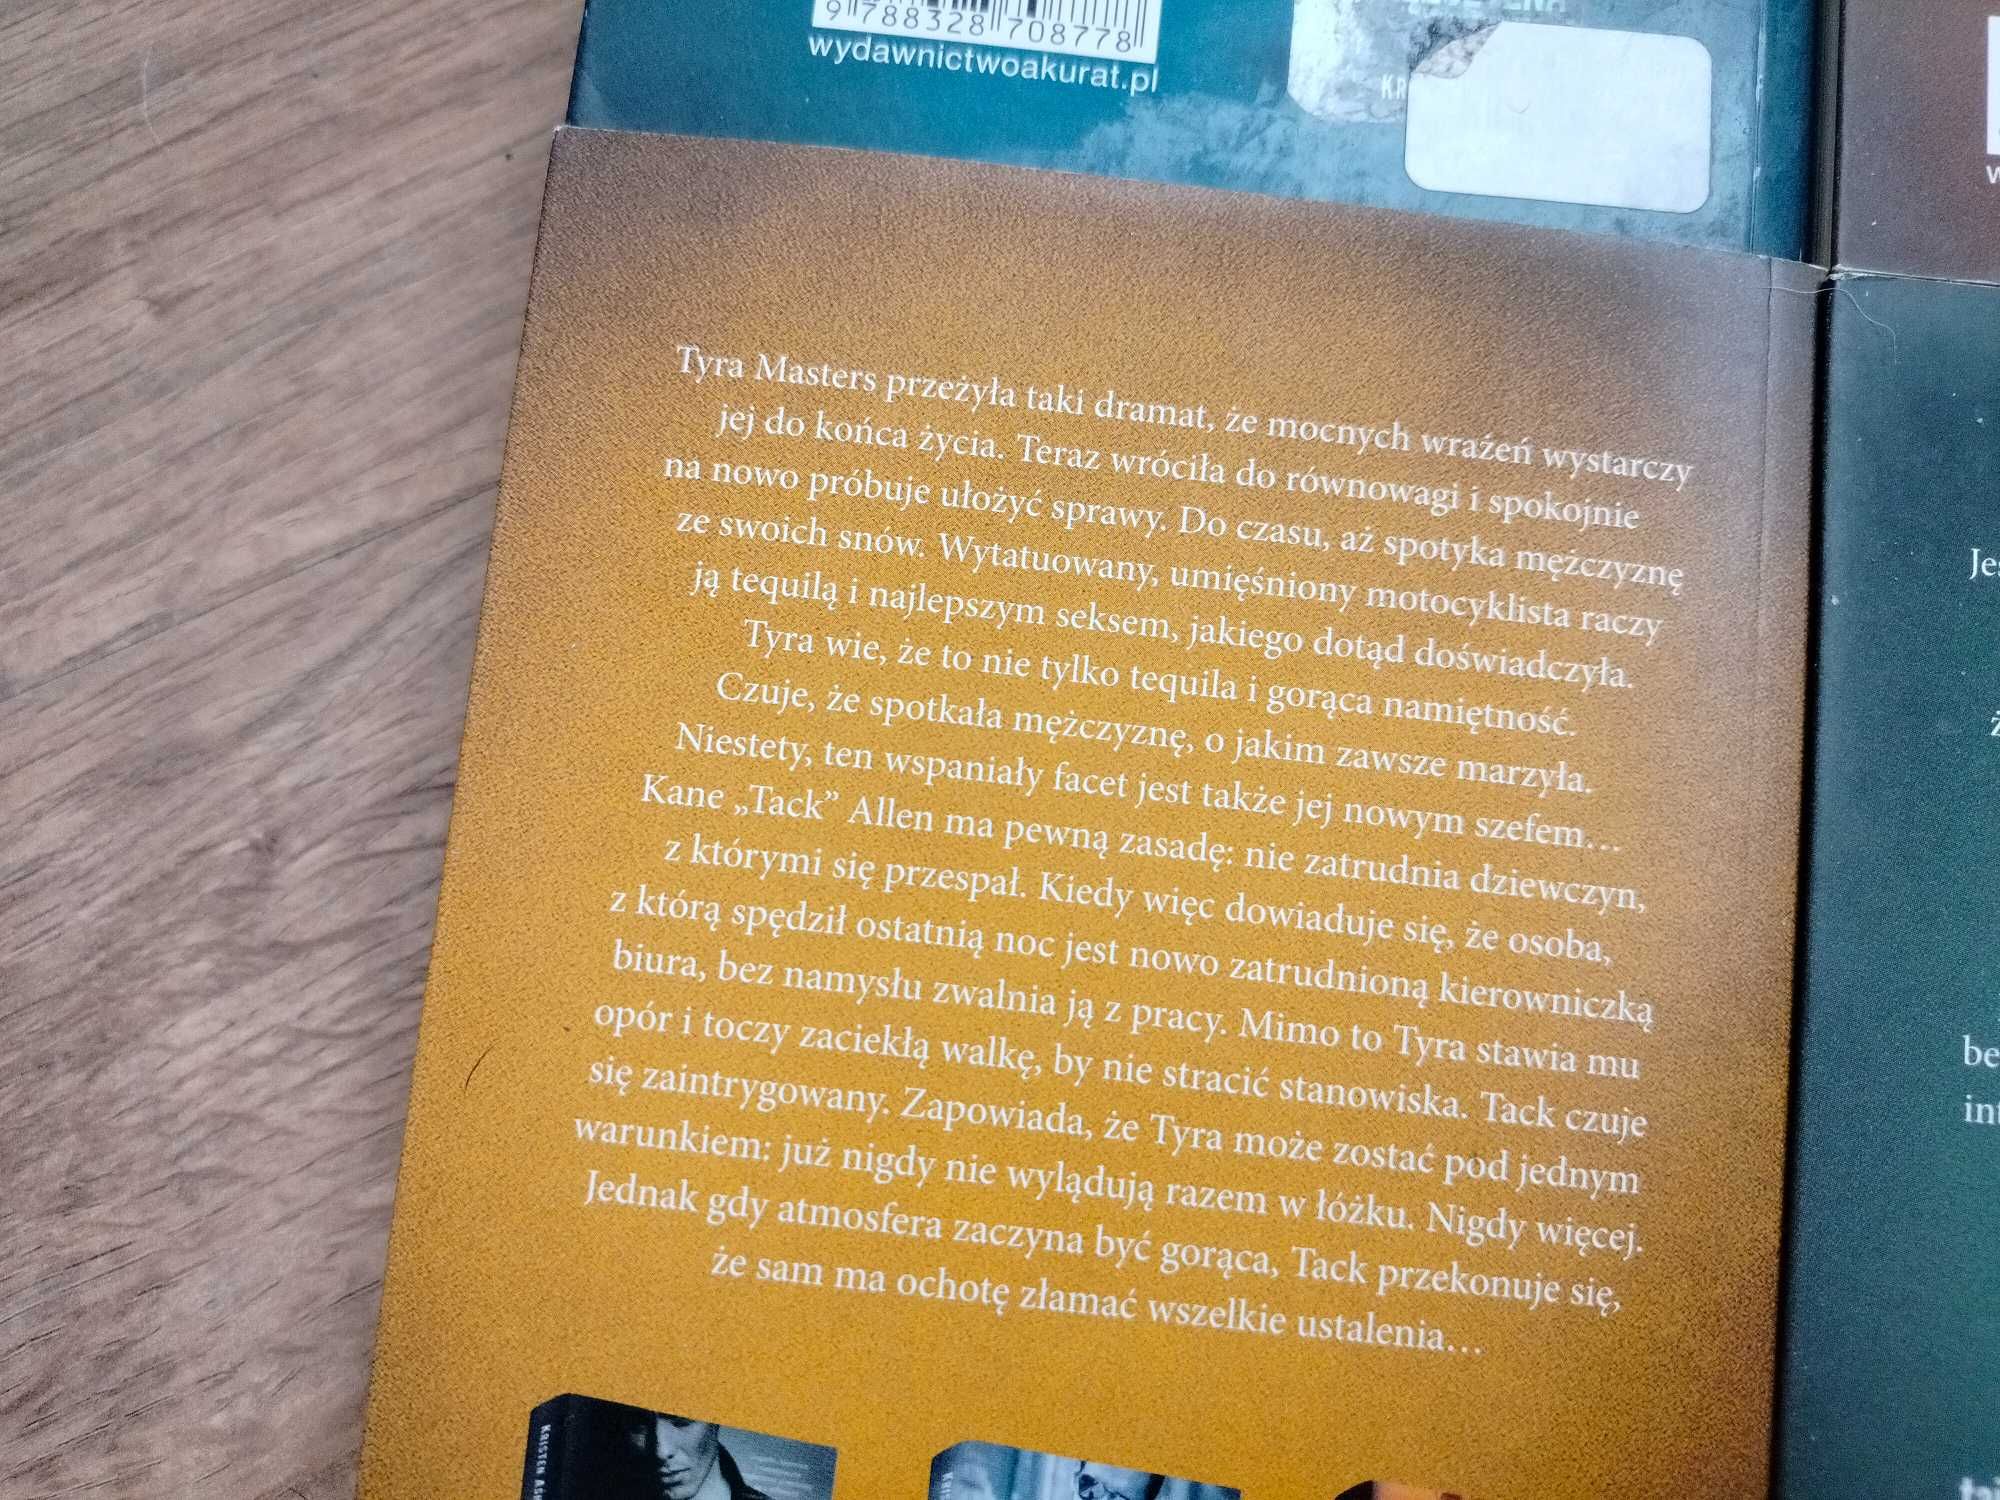 9 788328 708778
wydawnictwoakurat.pl
Tyra Masters przeżyła taki dramat, że mocnych wrażeń wystarczy
jej do końca życia. Teraz wróciła do równowagi i spokojnie
na nowo próbuje ułożyć sprawy. Do czasu, aż spotyka mężczyznę
ze swoich snów. Wytatuowany, umięśniony motocyklista raczy
ją tequilą i najlepszym seksem, jakiego dotąd doświadczyła.
Tyra wie, że to nie tylko tequila i gorąca namiętność.
Czuje, że spotkała mężczyznę, o jakim zawsze marzyła.
Niestety, ten wspaniały facet jest także jej nowym szefem…
Kane „Tack” Allen ma pewną zasadę: nie zatrudnia dziewczyn,
z którymi się przespał. Kiedy więc dowiaduje się, że osoba,
z którą spędził ostatnią noc jest nowo zatrudnioną kierowniczką
biura, bez namysłu zwalnia ją z pracy. Mimo to Tyra stawia mu
opór i toczy zaciekłą walkę, by nie stracić stanowiska. Tack czuje
się zaintrygowany. Zapowiada, że Tyra może zostać pod jednym
warunkiem: już nigdy nie wylądują razem w łóżku. Nigdy więcej.
Jednak gdy atmosfera zaczyna być gorąca, Tack przekonuje się,
że sam ma ochotę złamać wszelkie ustalenia…
KRISTEN